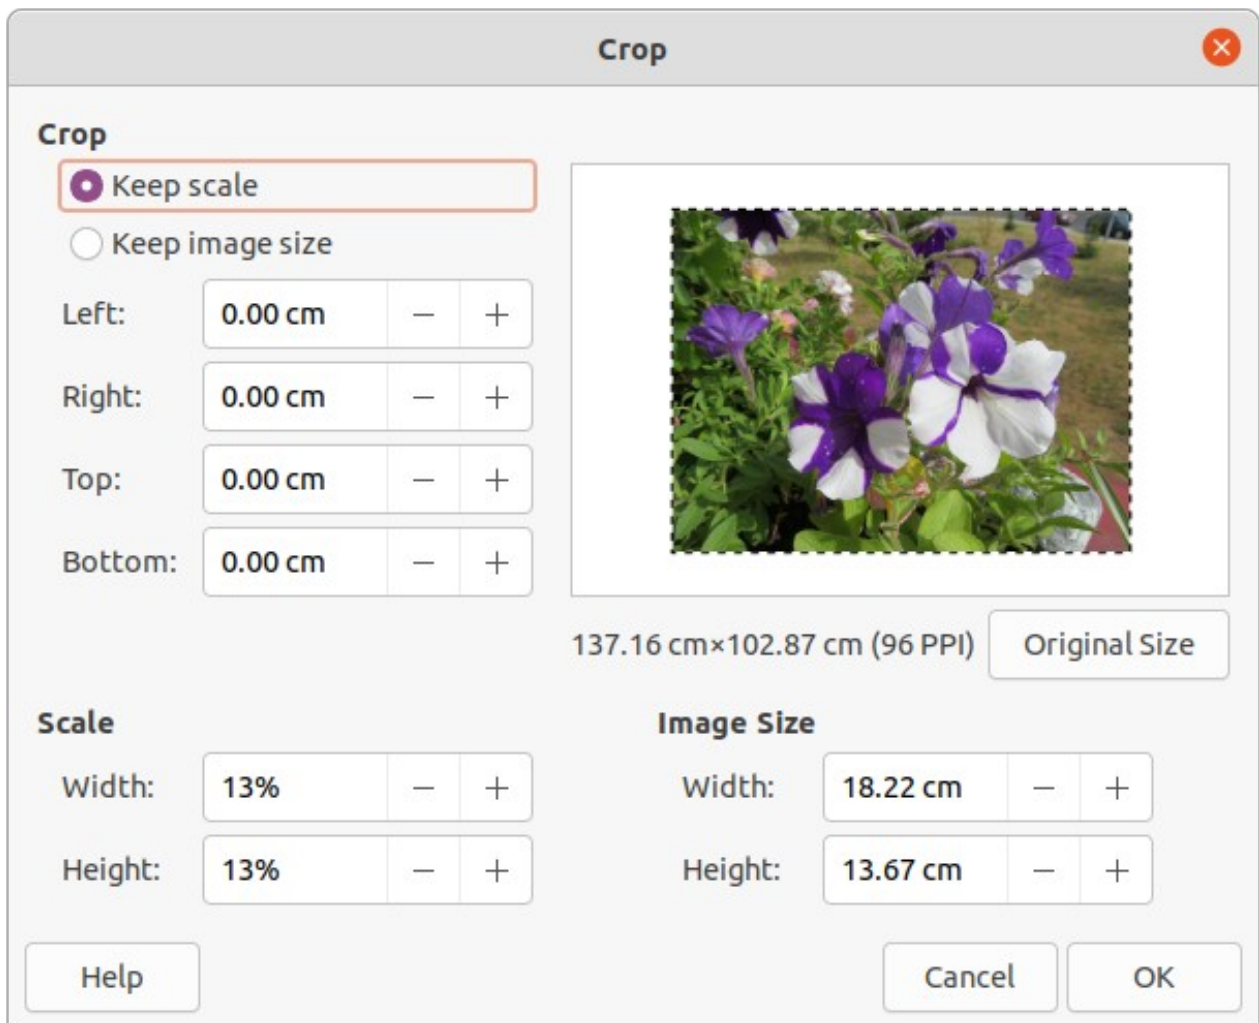 Crop
Crop
Keep scale
Keep image size
Left: 0.00 cm
Right: 0.00 cm
Top: 0.00 cm
Bottom: 0.00 cm
137.16 cm×102.87 cm (96 PPI) Original Size
Scale Image Size
Width: 13% Width: 18.22 cm
Height: 13% Height: 13.67 cm
Help Cancel OK